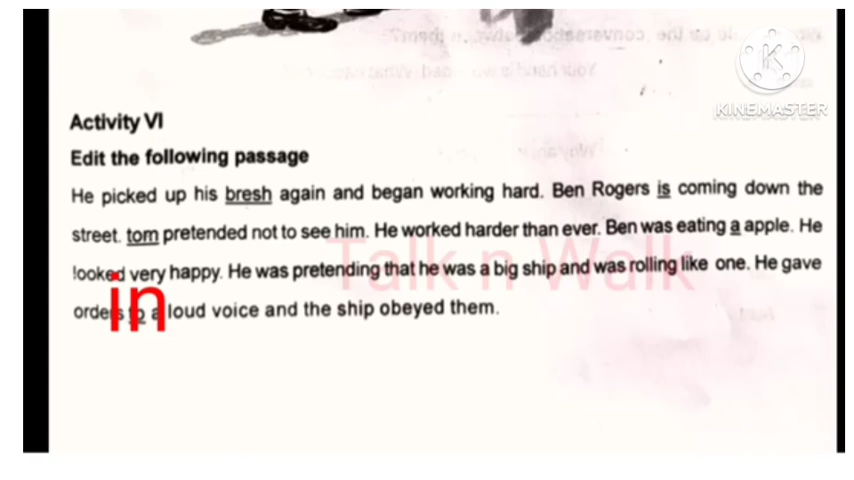 KINEMASTER
Activity VI
Edit the following passage
He picked up his bresh again and began working hard. Ben Rogers is coming down the
street. tom pretended not to see him. He worked harder than ever. Ben was eating a apple. He
looked very happy. He was pretending that he was a big ship and was rolling like one. He gave
Talk n Walk
in
orders to a loud voice and the ship obeyed them.